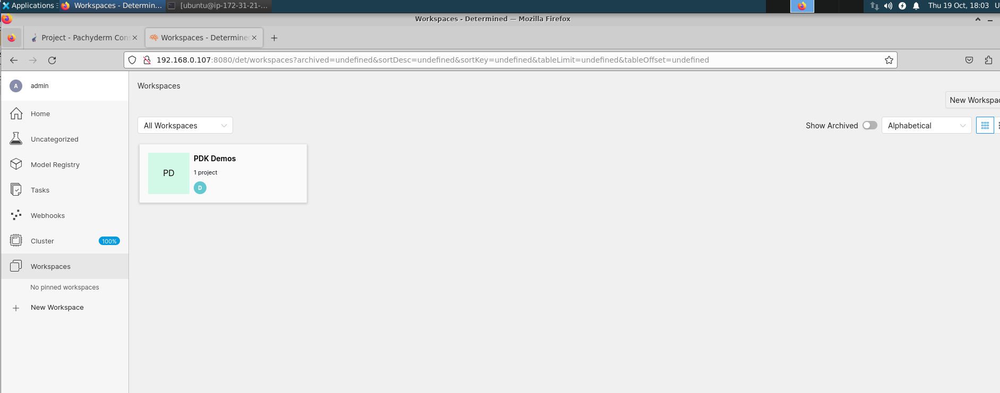 Applications
Workspaces - Determin...
[ubuntu@ip-172-31-21-...
Thu 19 Oct, 18:03 U
Workspaces - Determined — Mozilla Firefox
Project - Pachyderm Con
Workspaces - Determined
192.168.0.107:8080/det/workspaces?archived=undefined&sortDesc=undefined&sortKey=undefined&tableLimit=undefined&tableOffset=undefined
A admin
Workspaces
New Workspac
Home
All Workspaces
Show Archived
Alphabetical
Uncategorized
PDK Demos
PD
1 project
D
Model Registry
Tasks
Webhooks
Cluster 100%
Workspaces
No pinned workspaces
New Workspace